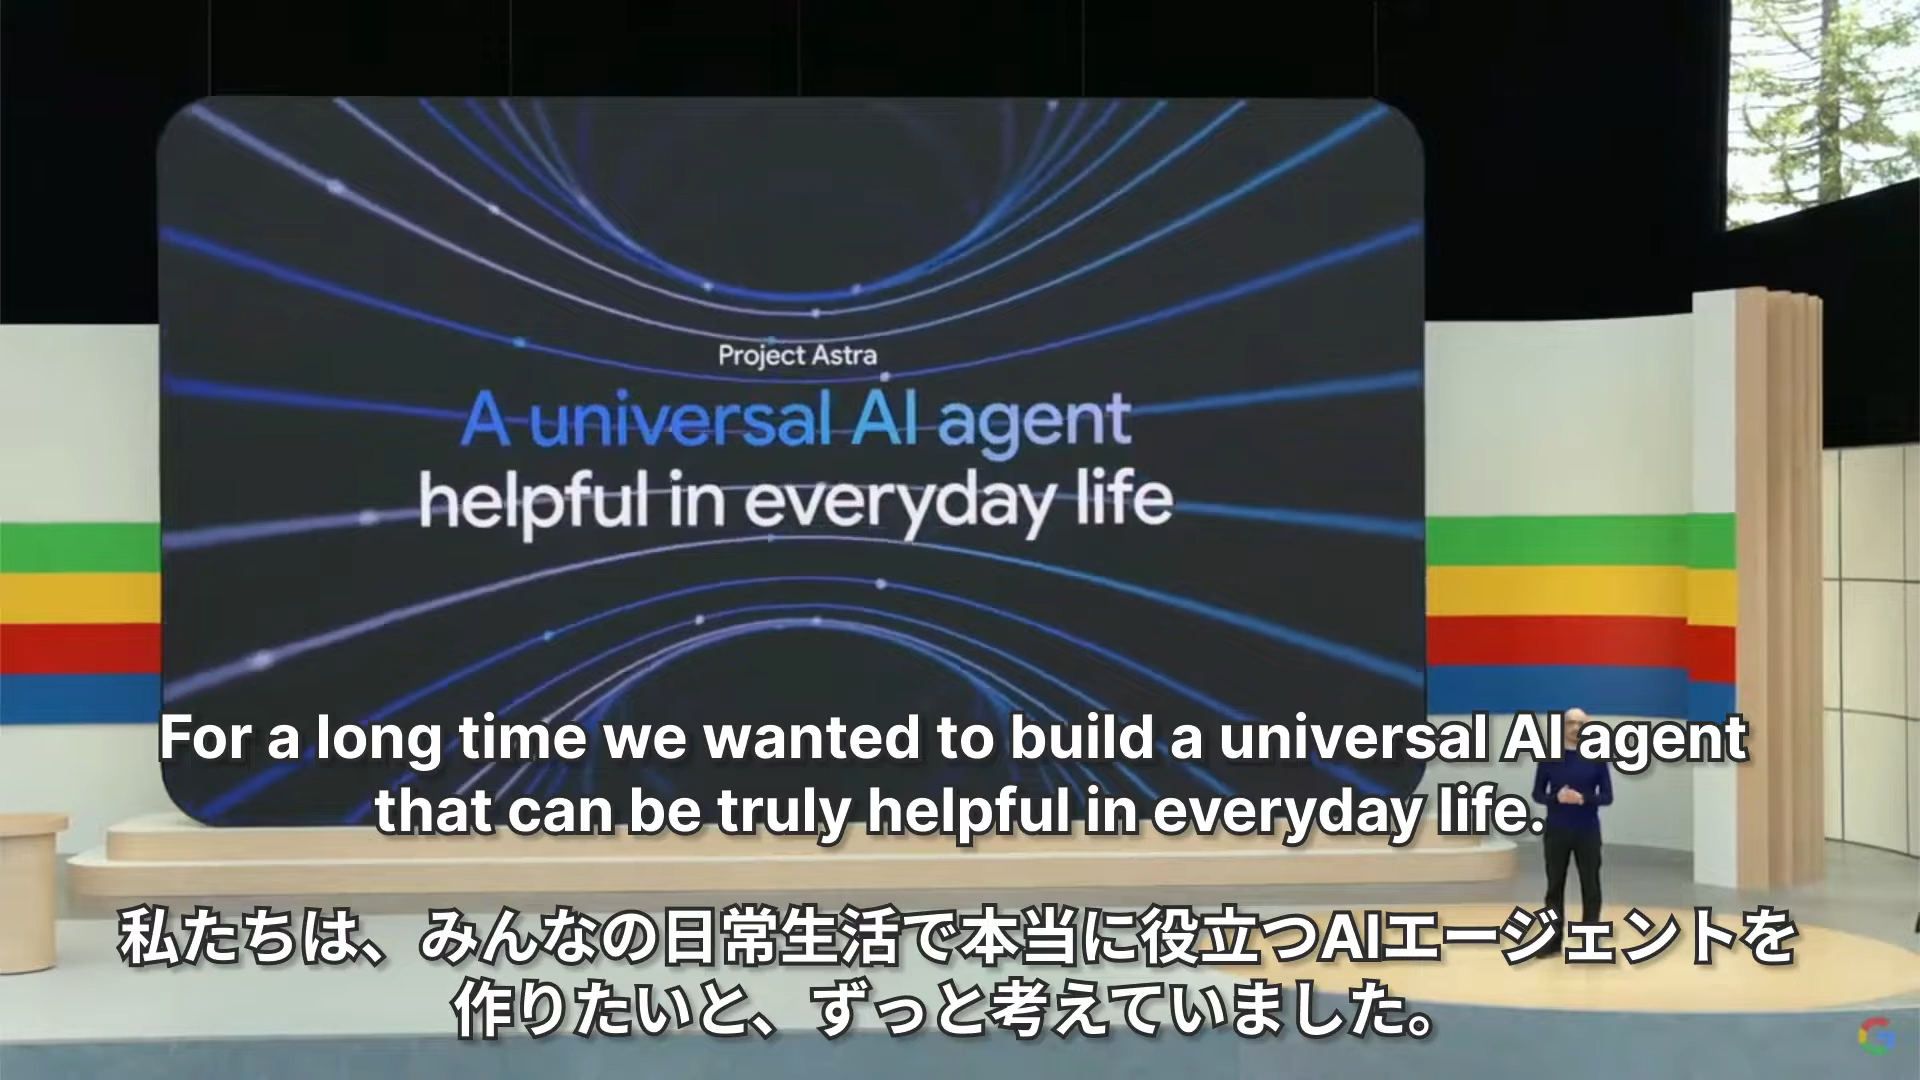 Project Astra
A universal AI agent
helpful in everyday life
For a long time we wanted to build a universal AI agent
that can be truly helpful in everyday life.
私たちは、みんなの日常生活で本当に役立つAIエージェントを
作りたいと、ずっと考えていました。